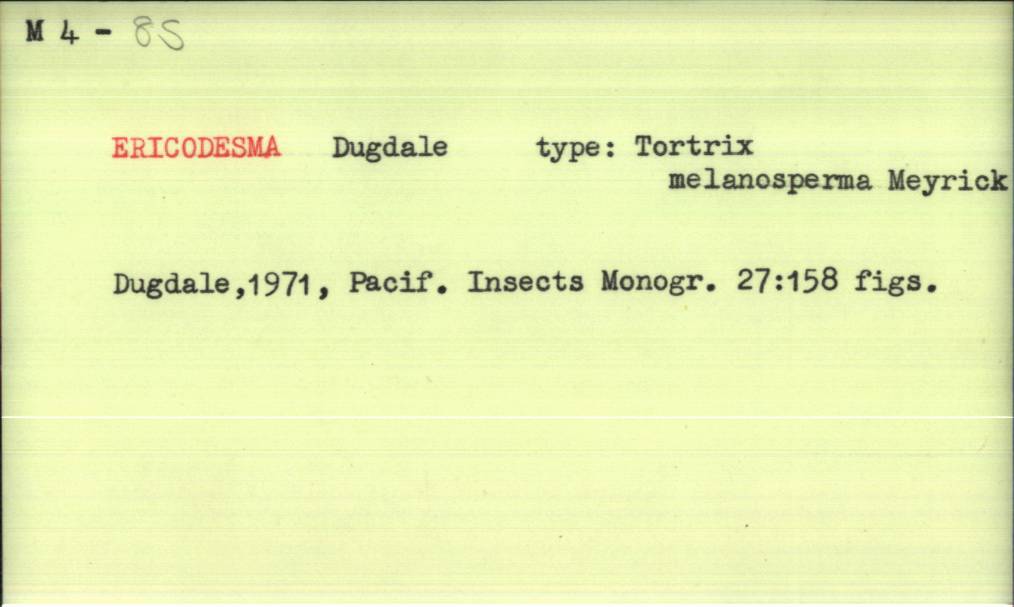 M 4 - 85
ERICODESMA Dugdale type: Tortrix
melanosperma Meyrick
Dugdale,1971, Pacif. Insects Monogr. 27:158 figs.